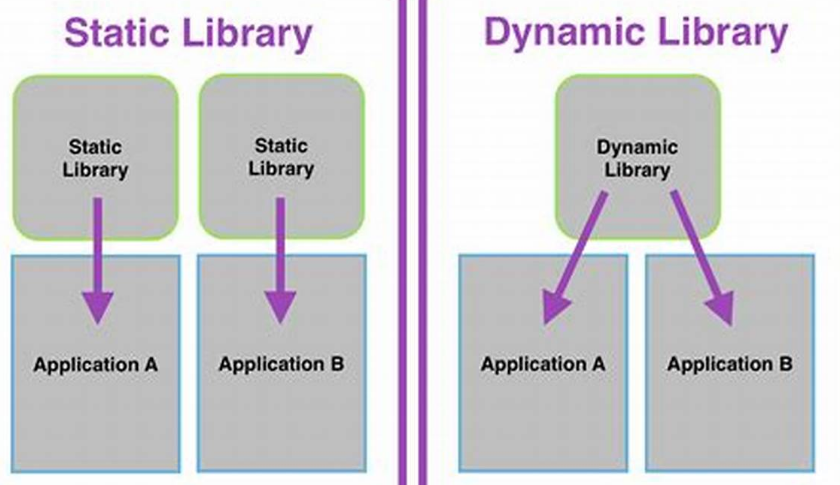 Static Library
Static
Library
Static
Library
Application A
Application B
Dynamic Library
Dynamic
Library
Application A
Application B